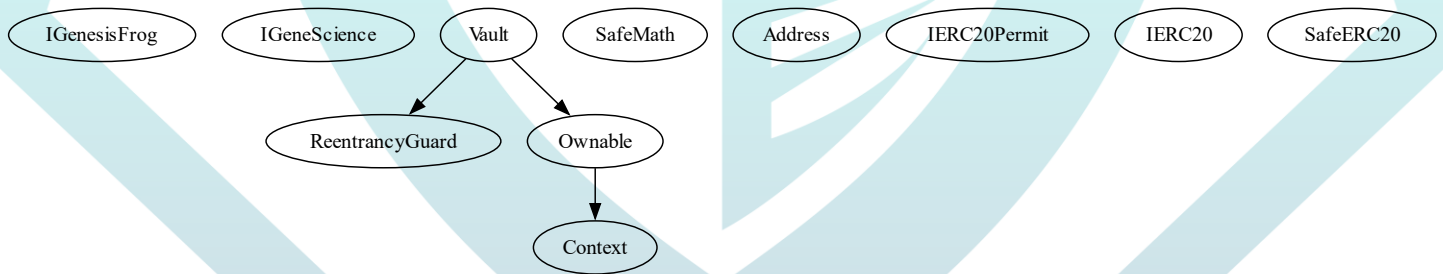 IGenesisFrog
IGeneScience
Vault
SafeMath
Address
IERC20Permit
IERC20
SafeERC20
ReentrancyGuard
Ownable
Context